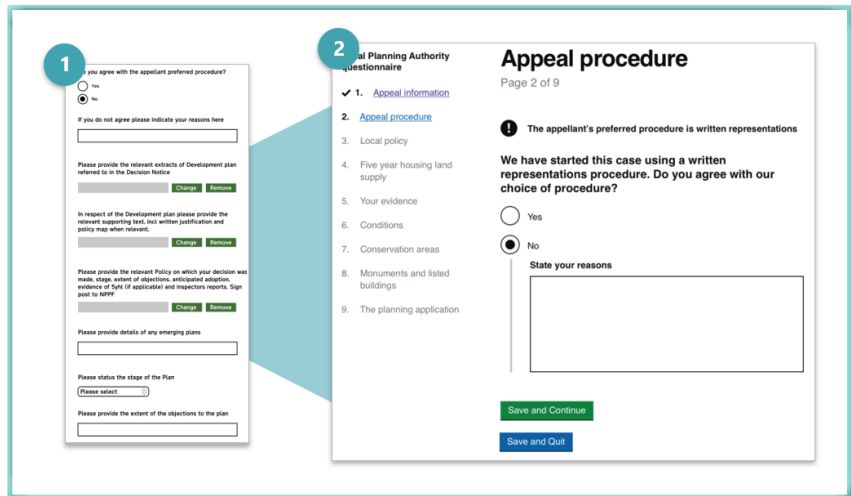 1
o you agree with the appellant preferred procedure?
Yes
No
If you do not agree please indicate your reasons here
Please provide the relevant extracts of Development plan
referred to in the Decision Notice
Change Remove
In respect of the Development plan please provide the
relevant supporting text, incl written justification and
policy map when relevant.
Change Remove
Please provide the relevant Policy on which your decision was
made, stage, extent of objections, anticipated adoption,
evidence of 5yhl (if applicable) and inspectors reports. Sign
post to NPPF
Change Remove
Please provide details of any emerging plans
Please status the stage of the Plan
Please select
Please provide the extent of the objections to the plan
2
al Planning Authority
questionnaire
1. Appeal information
2. Appeal procedure
3. Local policy
4. Five year housing land
supply
5. Your evidence
6. Conditions
7. Conservation areas
8. Monuments and listed
buildings
9. The planning application
Appeal procedure
Page 2 of 9
! The appellant's preferred procedure is written representations
We have started this case using a written
representations procedure. Do you agree with our
choice of procedure?
Yes
No
State your reasons
Save and Continue
Save and Quit